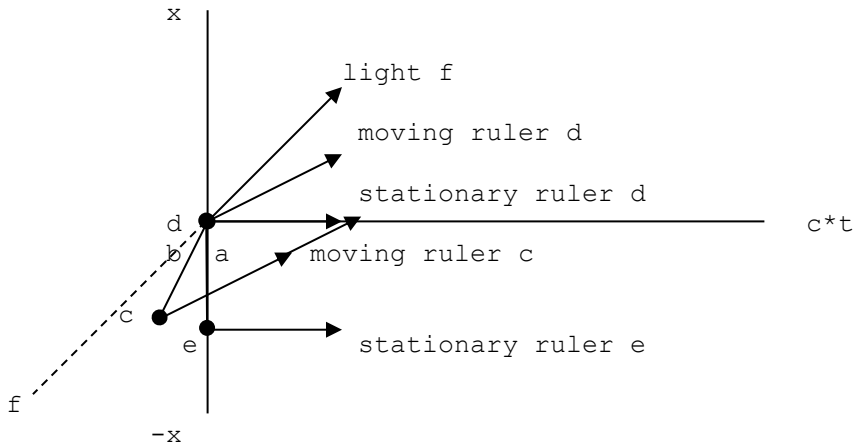 x
light f
moving ruler d
stationary ruler d
d
c*t
b a moving ruler c
c
e stationary ruler e
f
-x